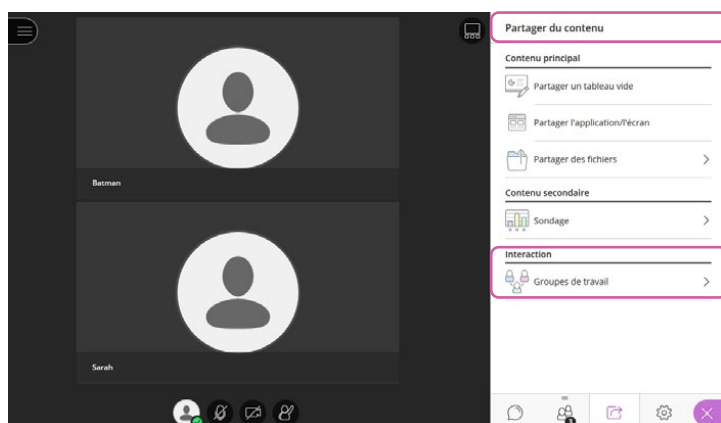 Batman
Sarah
Partager du contenu
Contenu principal
Partager un tableau vide
Partager l'application/l'écran
Partager des fichiers
Contenu secondaire
Sondage
Interaction
Groupes de travail